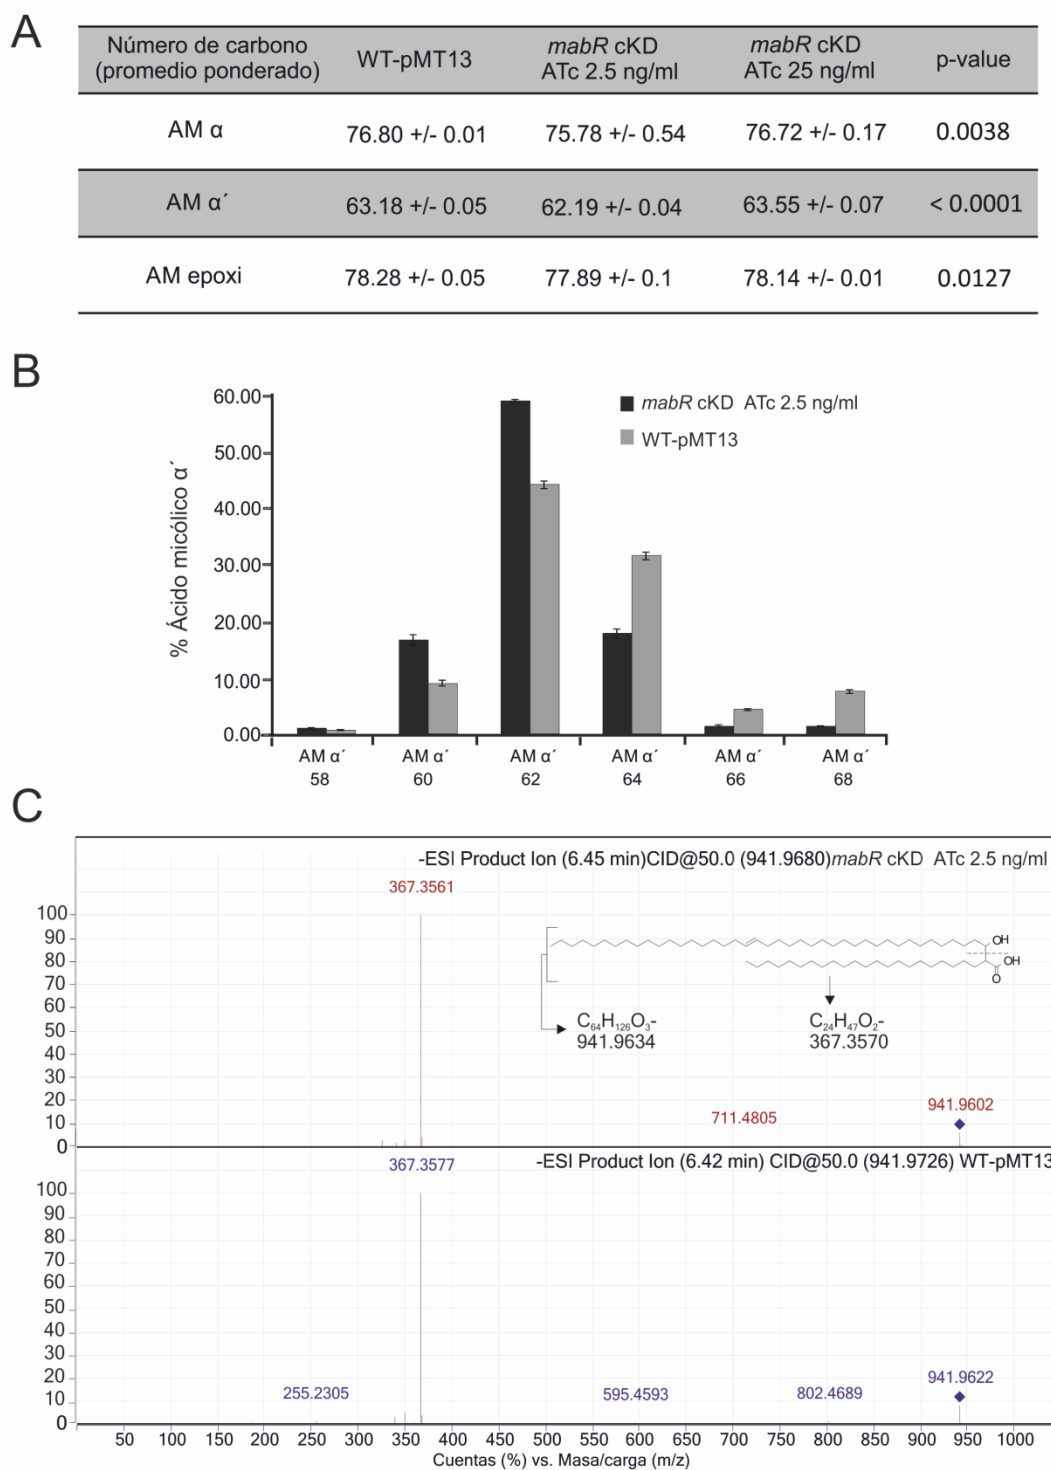 A
Número de carbono (promedio ponderado) WT-pMT13 mabR cKD ATc 2.5 ng/ml mabR cKD ATc 25 ng/ml p-value
AM α 76.80 +/- 0.01 75.78 +/- 0.54 76.72 +/- 0.17 0.0038
AM α´ 63.18 +/- 0.05 62.19 +/- 0.04 63.55 +/- 0.07 < 0.0001
AM epoxi 78.28 +/- 0.05 77.89 +/- 0.1 78.14 +/- 0.01 0.0127
B
% Ácido micólico α´
60.00
50.00
40.00
30.00
20.00
10.00
0.00
mabR cKD ATc 2.5 ng/ml
WT-pMT13
AM α´ AM α´ AM α´ AM α´ AM α´ AM α´
58 60 62 64 66 68
C
-ESI Product Ion (6.45 min)CID@50.0 (941.9680)mabR cKD ATc 2.5 ng/ml
367.3561
100
90
80
70
60
50
40
30
20
10
0
OH
OH
O
C64H126O3- C24H47O2-
941.9634 367.3570
711.4805 941.9602
-ESI Product Ion (6.42 min) CID@50.0 (941.9726) WT-pMT13
367.3577
100
90
80
70
60
50
40
30
20
10
0
255.2305 595.4593 802.4689 941.9622
50 100 150 200 250 300 350 400 450 500 550 600 650 700 750 800 850 900 950 1000
Cuentas (%) vs. Masa/carga (m/z)